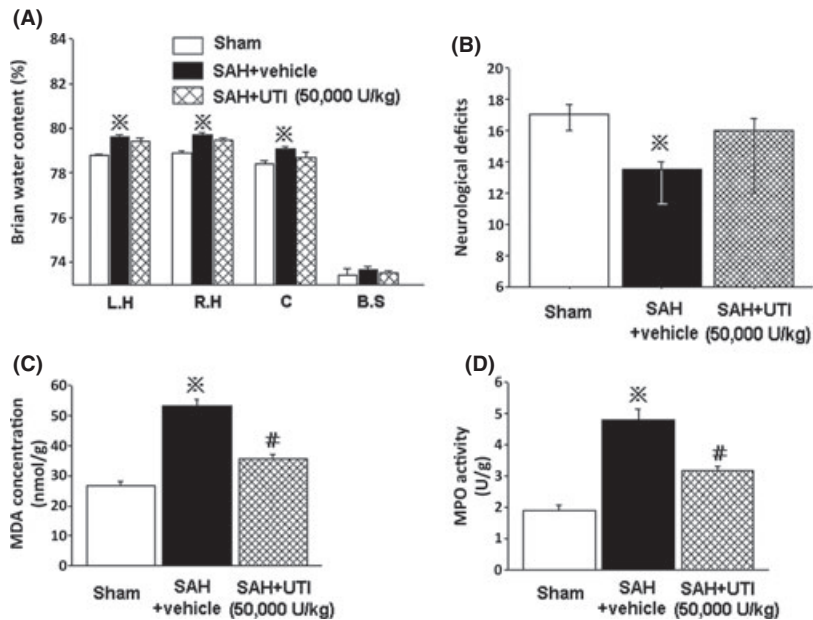 (A)
Brian water content (%)
84
82
80
78
76
74
Sham
SAH+vehicle
SAH+UTI (50,000 U/kg)
※
※
※
L.H
R.H
C
B.S
(B)
Neurological deficits
20
18
16
14
12
10
8
6
※
Sham
SAH
+vehicle
SAH+UTI
(50,000 U/kg)
(C)
MDA concentration
(nmol/g)
60
50
40
30
20
10
0
※
#
Sham
SAH
+vehicle
SAH+UTI
(50,000 U/kg)
(D)
MPO activity
(U/g)
6
5
4
3
2
1
0
※
#
Sham
SAH
+vehicle
SAH+UTI
(50,000 U/kg)